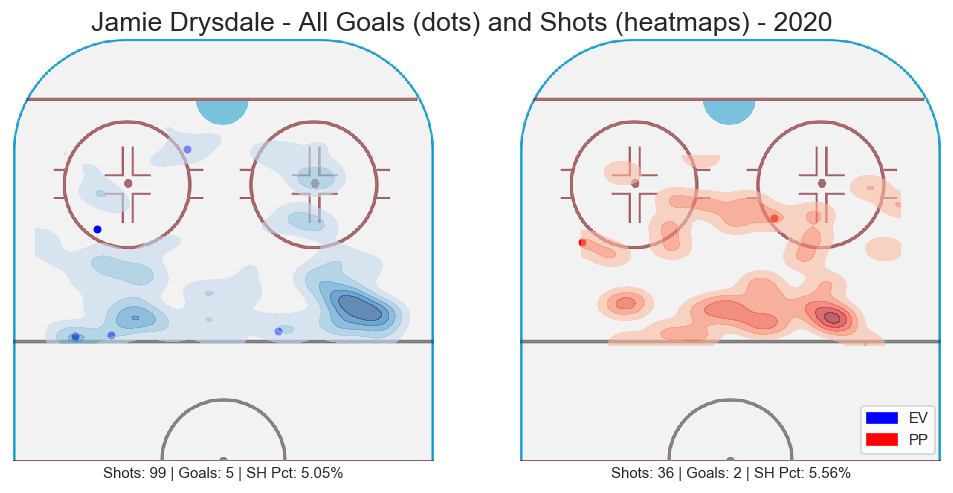 Jamie Drysdale - All Goals (dots) and Shots (heatmaps) - 2020
EV
PP
Shots: 99 | Goals: 5 | SH Pct: 5.05%
Shots: 36 | Goals: 2 | SH Pct: 5.56%